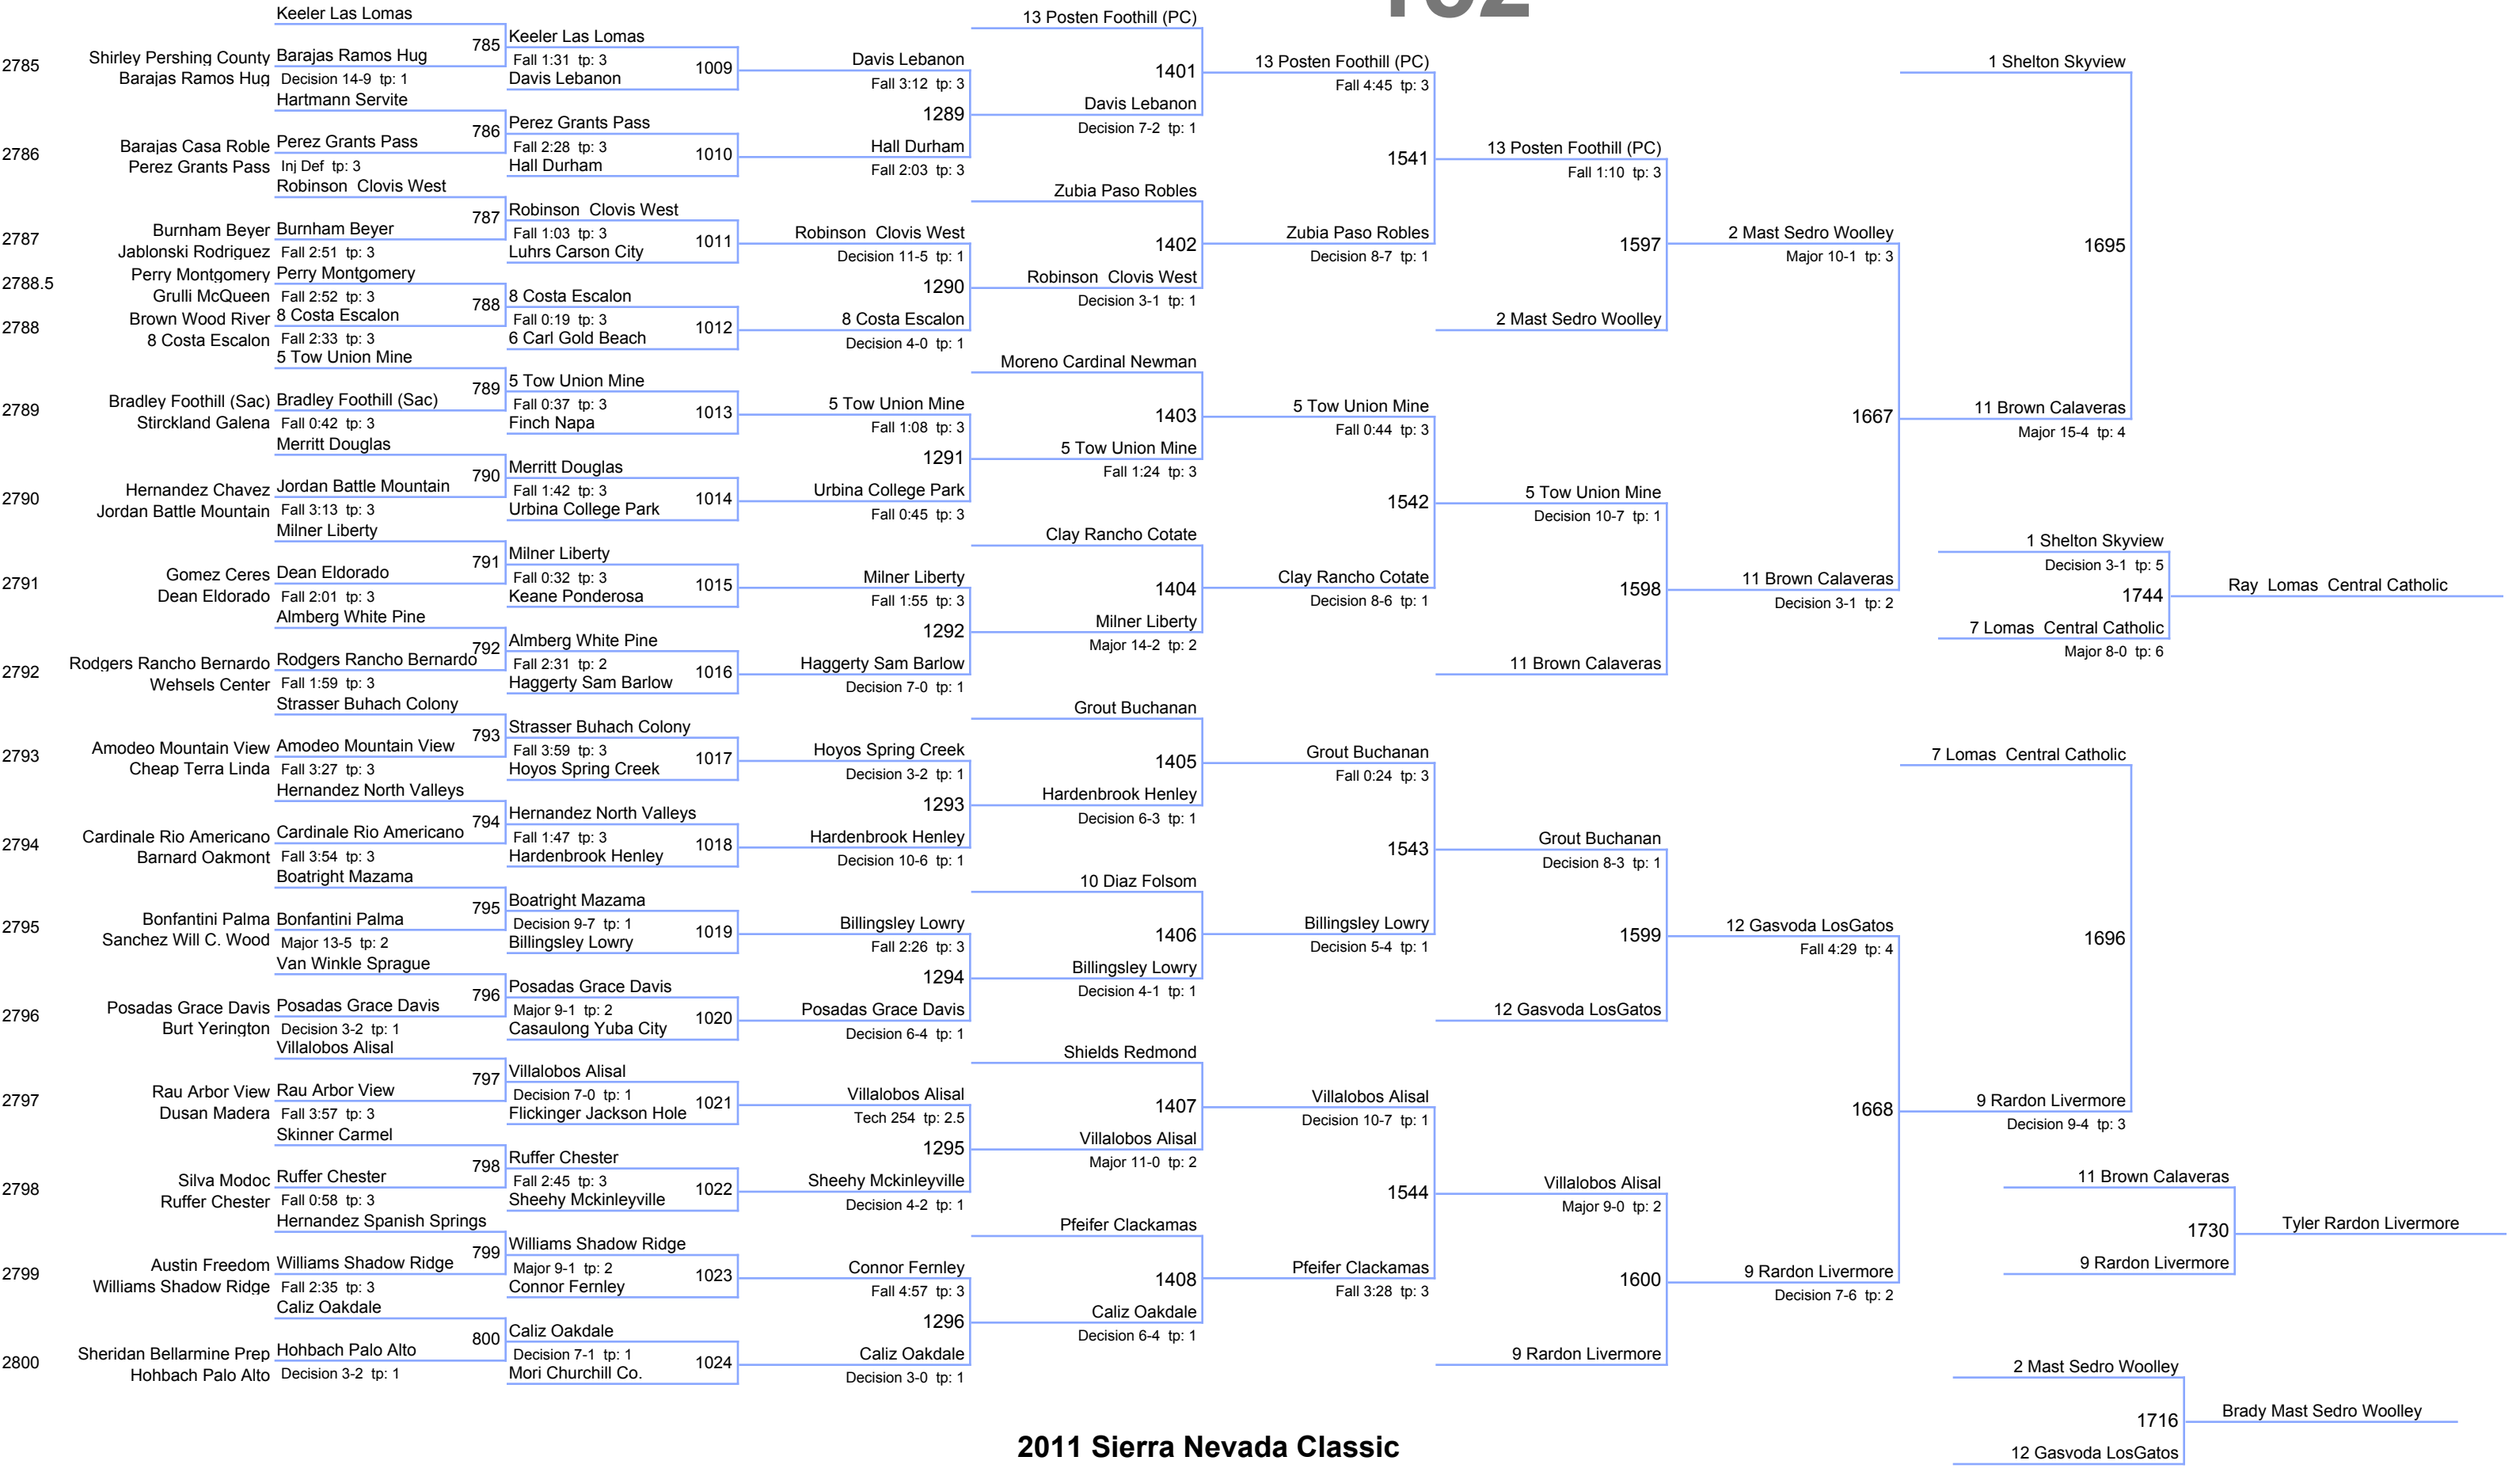 152
Keeler Las Lomas
2785
Shirley Pershing County
Barajas Ramos Hug
Barajas Ramos Hug
Decision 14-9 tp: 1
785
Hartmann Servite
2786
Barajas Casa Roble
Perez Grants Pass
Perez Grants Pass
Inj Def tp: 3
786
Robinson Clovis West
2787
Burnham Beyer
Jablonski Rodriguez
Burnham Beyer
Fall 2:51 tp: 3
787
2788.5
Perry Montgomery
Grulli McQueen
Perry Montgomery
Fall 2:52 tp: 3
788
2788
Brown Wood River
8 Costa Escalon
8 Costa Escalon
Fall 2:33 tp: 3
5 Tow Union Mine
2789
Bradley Foothill (Sac)
Stirckland Galena
Bradley Foothill (Sac)
Fall 0:42 tp: 3
789
Merritt Douglas
2790
Hernandez Chavez
Jordan Battle Mountain
Jordan Battle Mountain
Fall 3:13 tp: 3
790
Milner Liberty
2791
Gomez Ceres
Dean Eldorado
Dean Eldorado
Fall 2:01 tp: 3
791
Almberg White Pine
2792
Rodgers Rancho Bernardo
Wehsels Center
Rodgers Rancho Bernardo
Fall 1:59 tp: 3
792
Strasser Buhach Colony
2793
Amodeo Mountain View
Cheap Terra Linda
Amodeo Mountain View
Fall 3:27 tp: 3
793
Hernandez North Valleys
2794
Cardinale Rio Americano
Barnard Oakmont
Cardinale Rio Americano
Fall 3:54 tp: 3
794
Boatright Mazama
2795
Bonfantini Palma
Sanchez Will C. Wood
Bonfantini Palma
Major 13-5 tp: 2
795
Van Winkle Sprague
2796
Posadas Grace Davis
Burt Yerington
Posadas Grace Davis
Decision 3-2 tp: 1
796
Villalobos Alisal
2797
Rau Arbor View
Dusan Madera
Rau Arbor View
Fall 3:57 tp: 3
797
Skinner Carmel
2798
Silva Modoc
Ruffer Chester
Ruffer Chester
Fall 0:58 tp: 3
798
Hernandez Spanish Springs
2799
Austin Freedom
Williams Shadow Ridge
Williams Shadow Ridge
Fall 2:35 tp: 3
799
Caliz Oakdale
2800
Sheridan Bellarmine Prep
Hohbach Palo Alto
Hohbach Palo Alto
Decision 3-2 tp: 1
800
Keeler Las Lomas
Fall 1:31 tp: 3
Davis Lebanon
1009
Perez Grants Pass
Fall 2:28 tp: 3
Hall Durham
1010
Robinson Clovis West
Fall 1:03 tp: 3
Luhrs Carson City
1011
8 Costa Escalon
Fall 0:19 tp: 3
6 Carl Gold Beach
1012
5 Tow Union Mine
Fall 0:37 tp: 3
Finch Napa
1013
Merritt Douglas
Fall 1:42 tp: 3
Urbina College Park
1014
Milner Liberty
Fall 0:32 tp: 3
Keane Ponderosa
1015
Almberg White Pine
Fall 2:31 tp: 2
Haggerty Sam Barlow
1016
Strasser Buhach Colony
Fall 3:59 tp: 3
Hoyos Spring Creek
1017
Hernandez North Valleys
Fall 1:47 tp: 3
Hardenbrook Henley
1018
Boatright Mazama
Decision 9-7 tp: 1
Billingsley Lowry
1019
Posadas Grace Davis
Major 9-1 tp: 2
Casaulong Yuba City
1020
Villalobos Alisal
Decision 7-0 tp: 1
Flickinger Jackson Hole
1021
Ruffer Chester
Fall 2:45 tp: 3
Sheehy Mckinleyville
1022
Williams Shadow Ridge
Major 9-1 tp: 2
Connor Fernley
1023
Caliz Oakdale
Decision 7-1 tp: 1
Mori Churchill Co.
1024
Davis Lebanon
Fall 3:12 tp: 3
1289
Hall Durham
Fall 2:03 tp: 3
Robinson Clovis West
Decision 11-5 tp: 1
1290
8 Costa Escalon
Decision 4-0 tp: 1
5 Tow Union Mine
Fall 1:08 tp: 3
1291
Urbina College Park
Fall 0:45 tp: 3
Milner Liberty
Fall 1:55 tp: 3
1292
Haggerty Sam Barlow
Decision 7-0 tp: 1
Hoyos Spring Creek
Decision 3-2 tp: 1
1293
Hardenbrook Henley
Decision 10-6 tp: 1
Billingsley Lowry
Fall 2:26 tp: 3
1294
Posadas Grace Davis
Decision 6-4 tp: 1
Villalobos Alisal
Tech 254 tp: 2.5
1295
Sheehy Mckinleyville
Decision 4-2 tp: 1
Connor Fernley
Fall 4:57 tp: 3
1296
Caliz Oakdale
Decision 3-0 tp: 1
13 Posten Foothill (PC)
1401
Davis Lebanon
Decision 7-2 tp: 1
Zubia Paso Robles
1402
Robinson Clovis West
Decision 3-1 tp: 1
Moreno Cardinal Newman
1403
5 Tow Union Mine
Fall 1:24 tp: 3
Clay Rancho Cotate
1404
Milner Liberty
Major 14-2 tp: 2
Grout Buchanan
1405
Hardenbrook Henley
Decision 6-3 tp: 1
10 Diaz Folsom
1406
Billingsley Lowry
Decision 4-1 tp: 1
Shields Redmond
1407
Villalobos Alisal
Major 11-0 tp: 2
Pfeifer Clackamas
1408
Caliz Oakdale
Decision 6-4 tp: 1
13 Posten Foothill (PC)
Fall 4:45 tp: 3
1541
Zubia Paso Robles
Decision 8-7 tp: 1
5 Tow Union Mine
Fall 0:44 tp: 3
1542
Clay Rancho Cotate
Decision 8-6 tp: 1
Grout Buchanan
Fall 0:24 tp: 3
1543
Billingsley Lowry
Decision 5-4 tp: 1
Villalobos Alisal
Decision 10-7 tp: 1
1544
Pfeifer Clackamas
Fall 3:28 tp: 3
13 Posten Foothill (PC)
Fall 1:10 tp: 3
1597
2 Mast Sedro Woolley
5 Tow Union Mine
Decision 10-7 tp: 1
1598
11 Brown Calaveras
Grout Buchanan
Decision 8-3 tp: 1
1599
12 Gasvoda LosGatos
Villalobos Alisal
Major 9-0 tp: 2
1600
9 Rardon Livermore
2 Mast Sedro Woolley
Major 10-1 tp: 3
1667
11 Brown Calaveras
Decision 3-1 tp: 2
12 Gasvoda LosGatos
Fall 4:29 tp: 4
1668
9 Rardon Livermore
Decision 7-6 tp: 2
1 Shelton Skyview
1695
11 Brown Calaveras
Major 15-4 tp: 4
1 Shelton Skyview
Decision 3-1 tp: 5
1744
Ray Lomas Central Catholic
7 Lomas Central Catholic
Major 8-0 tp: 6
7 Lomas Central Catholic
1696
9 Rardon Livermore
Decision 9-4 tp: 3
11 Brown Calaveras
1730
Tyler Rardon Livermore
9 Rardon Livermore
2 Mast Sedro Woolley
1716
Brady Mast Sedro Woolley
12 Gasvoda LosGatos
2011 Sierra Nevada Classic